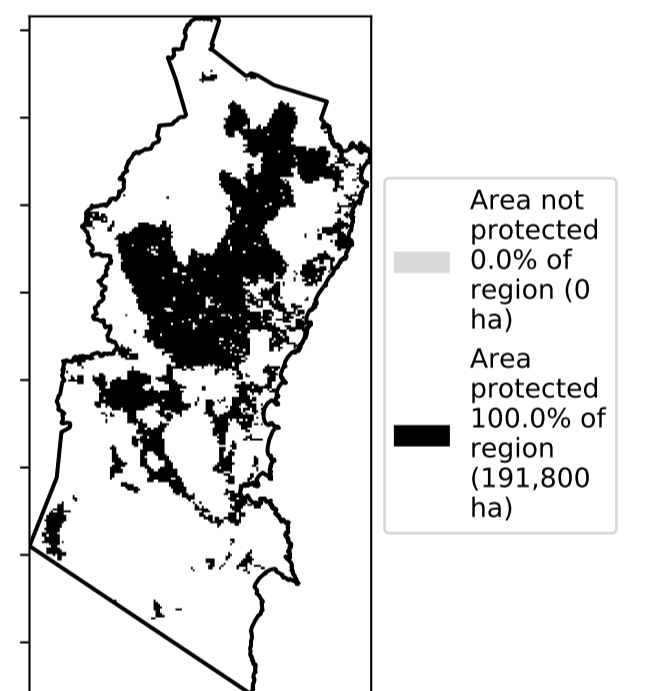 Area not
protected
0.0% of
region (0
ha)
Area
protected
100.0% of
region
(191,800
ha)